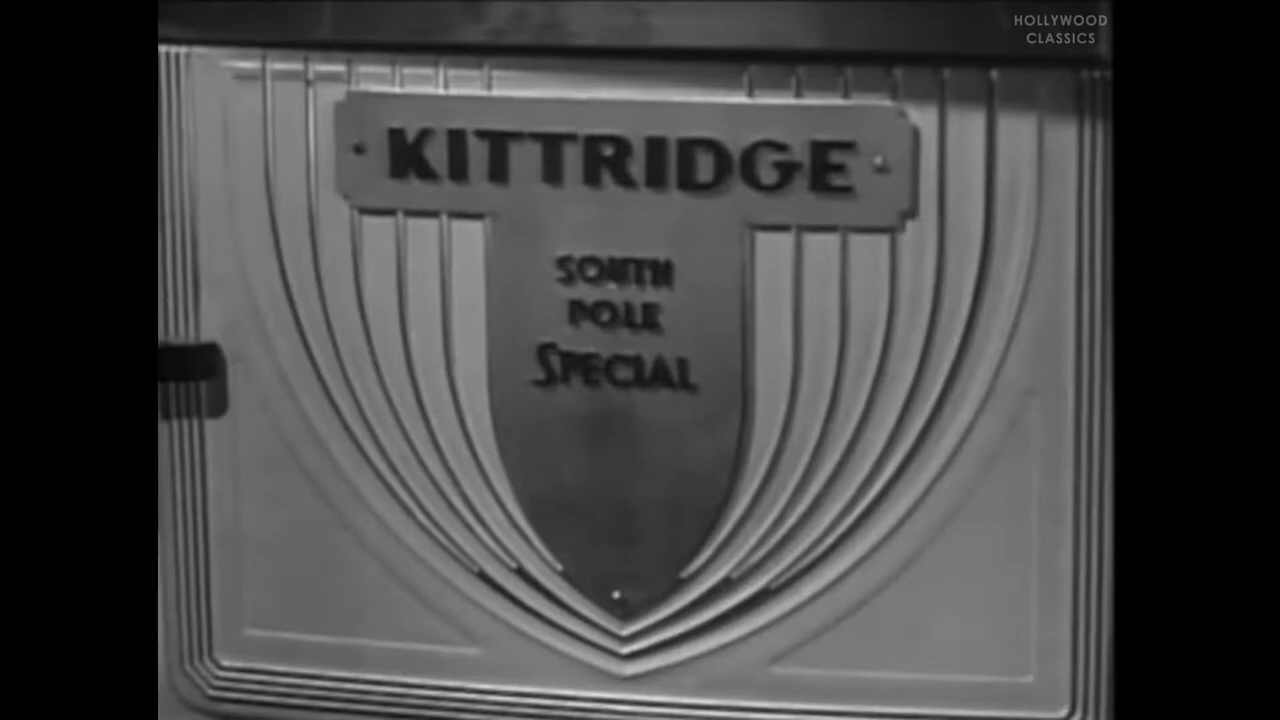 HOLLYWOOD
CLASSICS
KITTRIDGE
SOUTH
POLE
SPECIAL